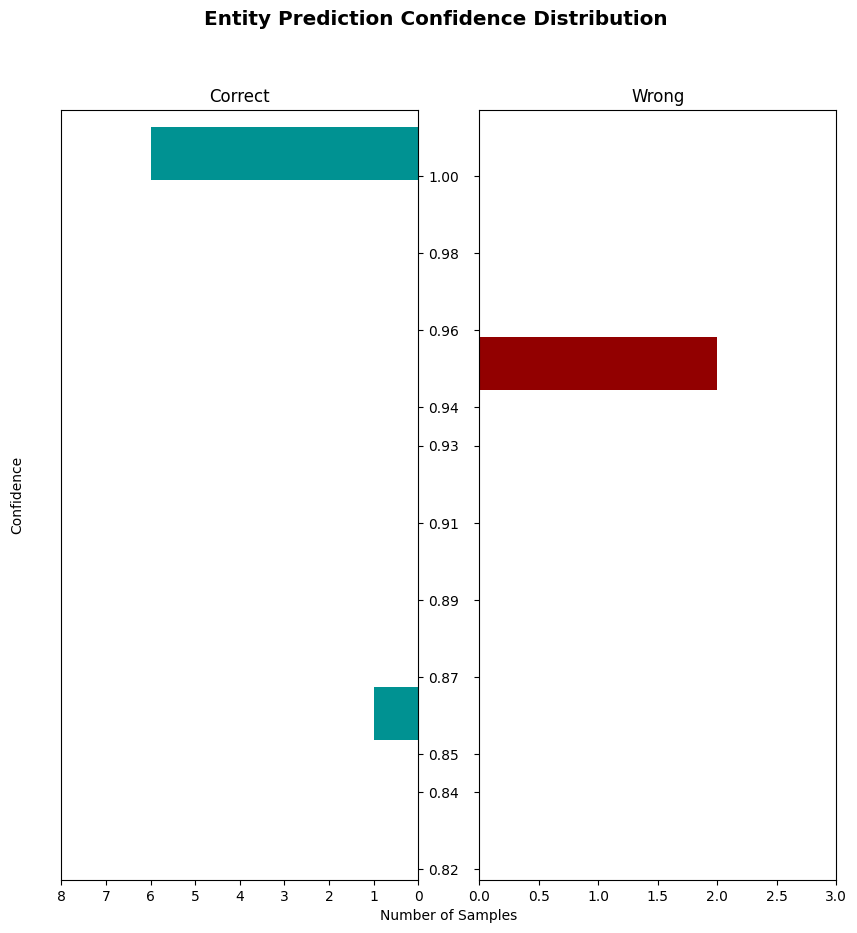 Entity Prediction Confidence Distribution
Correct
Wrong
1.00
0.98
0.96
0.94
0.93
0.91
0.89
0.87
0.85
0.84
0.82
Confidence
8 7 6 5 4 3 2 1 0
0.0 0.5 1.0 1.5 2.0 2.5 3.0
Number of Samples